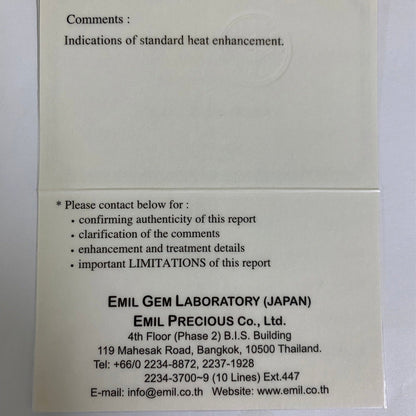 Comments :
Indications of standard heat enhancement.
* Please contact below for :
• confirming authenticity of this report
• clarification of the comments
• enhancement and treatment details
• important LIMITATIONS of this report
EMIL GEM LABORATORY (JAPAN)
EMIL PRECIOUS Co., Ltd.
4th Floor (Phase 2) B.I.S. Building
119 Mahesak Road, Bangkok, 10500 Thailand.
Tel: +66/0 2234-8872, 2237-1928
2234-3700~9 (10 Lines) Ext.447
E-mail: info@emil.co.th Website: www.emil.co.th